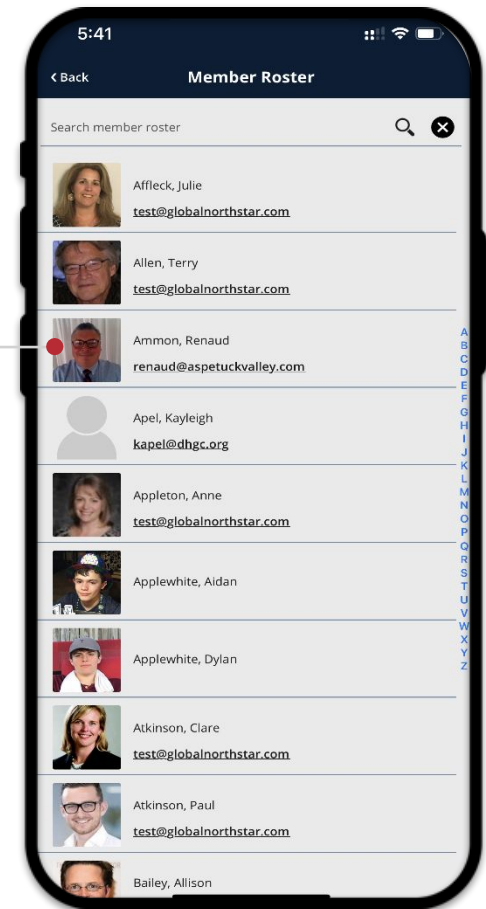 5:41
Back
Member Roster
Search member roster
Affleck, Julie
test@globalnorthstar.com
Allen, Terry
test@globalnorthstar.com
Ammon, Renaud
renaud@aspetuckvalley.com
Apel, Kayleigh
kapel@dhgc.org
Appleton, Anne
test@globalnorthstar.com
Applewhite, Aidan
Applewhite, Dylan
Atkinson, Clare
test@globalnorthstar.com
Atkinson, Paul
test@globalnorthstar.com
Bailey, Allison
A
B
C
D
E
F
G
H
I
J
K
L
M
N
O
P
Q
R
S
T
U
V
W
X
Y
Z